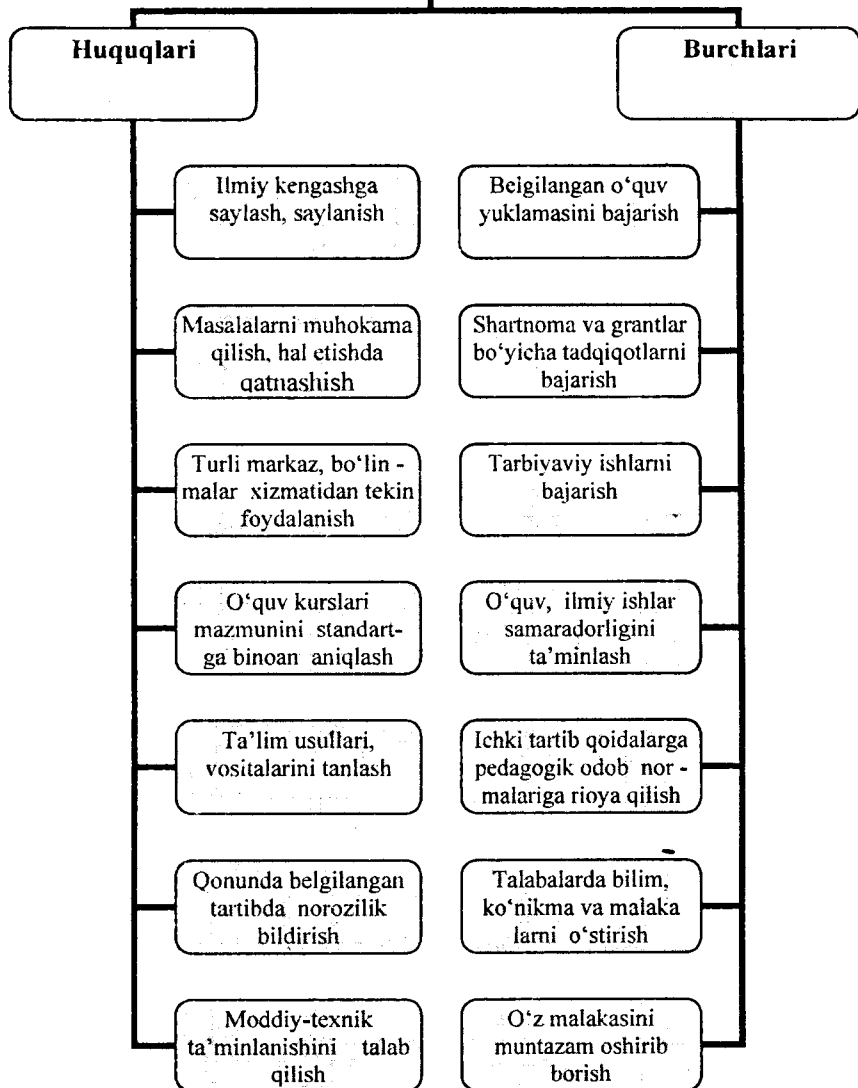 Huquqlari
Ilmiy kengashga
saylash, saylanish
Masalalarni muhokama
qilish, hal etishda
qatnashish
Turli markaz, bo‘lin -
malar xizmatidan tekin
foydalanish
O‘quv kurslari
mazmunini standart-
ga binoan aniqlash
Ta’lim usullari,
vositalarini tanlash
Qonunda belgilangan
tartibda norozilik
bildirish
Moddiy-texnik
ta’minlanishini talab
qilish
Burchlari
Belgilangan o‘quv
yuklamasini bajarish
Shartnoma va grantlar
bo‘yicha tadqiqotlarni
bajarish
Tarbiyaviy ishlarni
bajarish
O‘quv, ilmiy ishlar
samaradorligini
ta’minlash
Ichki tartib qoidalarga
pedagogik odob nor -
malariga rioya qilish
Talabalarda bilim,
ko‘nikma va malaka
larni o‘stirish
O‘z malakasini
muntazam oshirib
borish